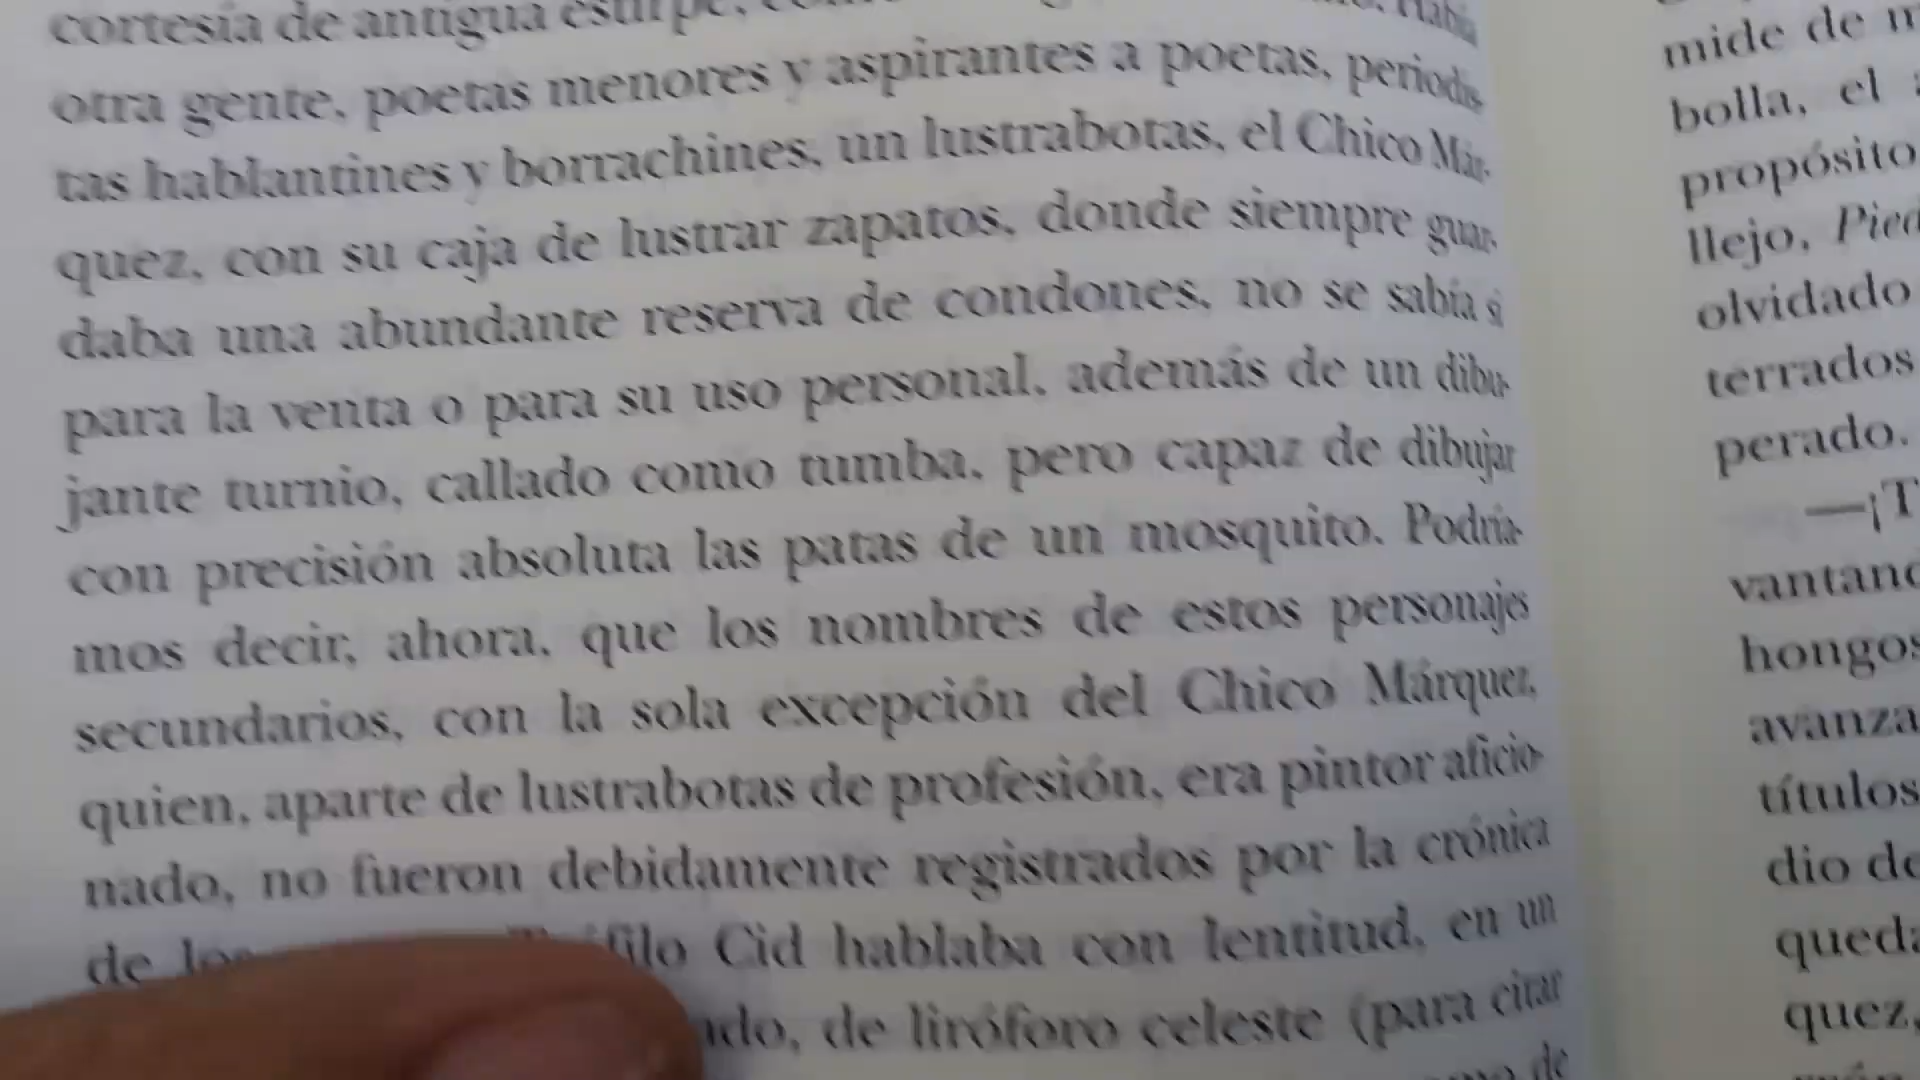 cortesía de antigua estirpe, Había
otra gente, poetas menores y aspirantes a poetas, periodis-
tas hablantines y borrachines, un lustrabotas, el Chico Már-
quez, con su caja de lustrar zapatos, donde siempre guar-
daba una abundante reserva de condones, no se sabía si
para la venta o para su uso personal, además de un dibu-
jante turnio, callado como tumba, pero capaz de dibujar
con precisión absoluta las patas de un mosquito. Podría-
mos decir, ahora, que los nombres de estos personajes
secundarios, con la sola excepción del Chico Márquez,
quien, aparte de lustrabotas de profesión, era pintor aficio-
nado, no fueron debidamente registrados por la crónica
de los Cid hablaba con lentitud, en un
de liróforo celeste (para citar
de
mide de
bolla, el
propósito
llejo,
olvidado
terrados
perado.
—¡T
hongos
avanza
títulos
dio de
queda
quez,